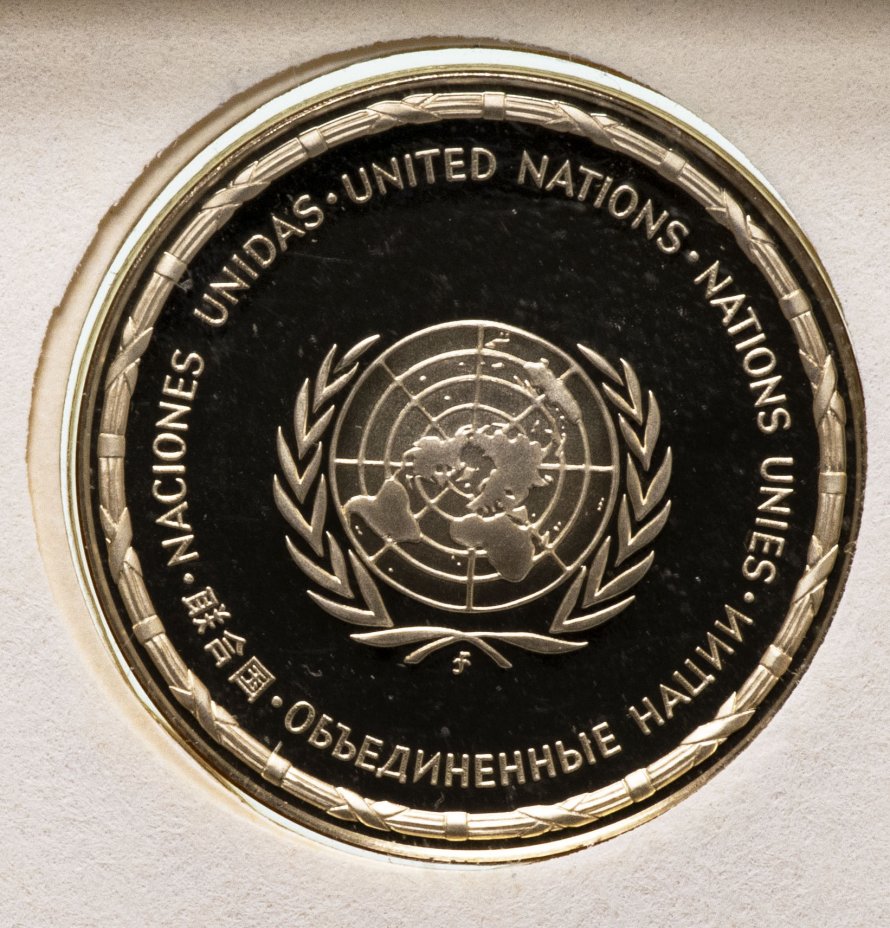 UNITED NATIONS · NATIONS UNIES · ОБЪЕДИНЕННЫЕ НАЦИИ · 联合国 · NACIONES UNIDAS ·